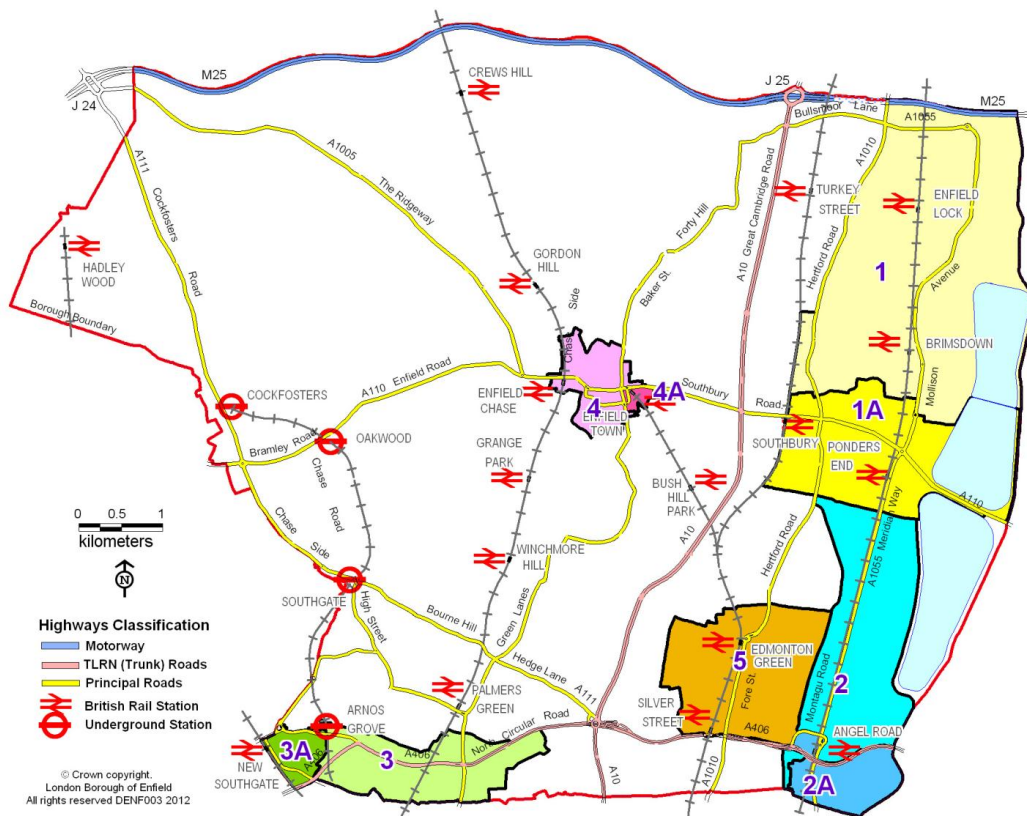 M25
J 24
CREWS HILL
J 25
Bullsmoor Lane
A1055
M25
A111
A1005
The Ridgeway
A10 Great Cambridge Road
A1010
TURKEY
STREET
ENFIELD
LOCK
Cockfosters
Road
Forty Hill
Hertford Road
HADLEY
WOOD
GORDON
HILL
Side
Chase
Baker St.
1
Avenue
Borough Boundary
BRIMSDOWN
Mollison
A110 Enfield Road
COCKFOSTERS
ENFIELD
CHASE
4
4A
ENFIELD
TOWN
Southbury
Road
1A
SOUTHBURY
PONDERS
END
Bramley Road
OAKWOOD
GRANGE
PARK
Chase
Road
BUSH
HILL
PARK
A110
A1055 Meridian Way
A10
Chase
Side
Hertford Road
0 0.5 1
kilometers
N
WINCHMORE
HILL
SOUTHGATE
High Street
Bourne Hill
Green Lanes
Hedge Lane
A111
EDMONTON
GREEN
5
Fore St.
Montagu Road
2
Highways Classification
Motorway
TLRN (Trunk) Roads
Principal Roads
British Rail Station
Underground Station
PALMERS
GREEN
SILVER
STREET
ARNOS
GROVE
North Circular Road
A406
A406
A406
ANGEL ROAD
3A
3
NEW
SOUTHGATE
A10
A1010
2A
© Crown copyright.
London Borough of Enfield
All rights reserved DENF003 2012